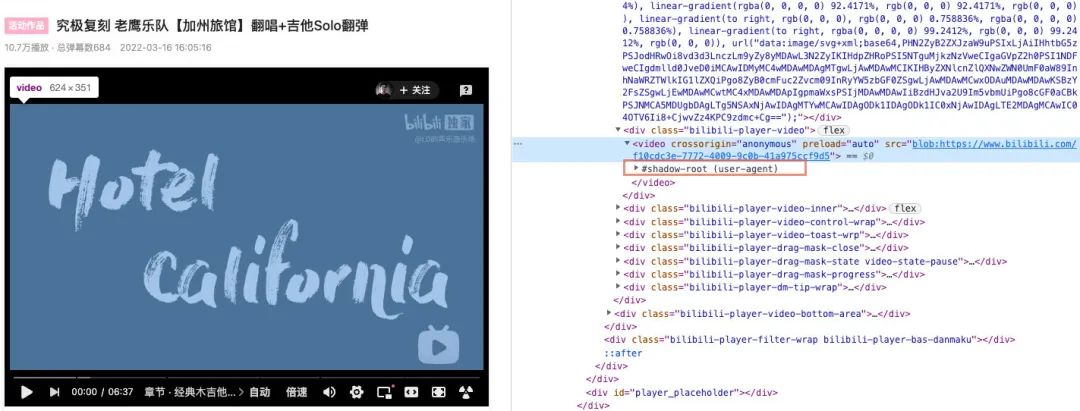 活动作品 究极复刻 老鹰乐队【加州旅馆】翻唱+吉他Solo翻弹
10.7万播放 · 总弹幕数684 2022-03-16 16:05:16
video 624 × 351
+ 关注
bilibili 独家
Hotel
California
00:00 / 06:37 章节 · 经典木吉他... > 自动 倍速
4%), linear-gradient(rgba(0, 0, 0, 0) 92.4171%, rgb(0, 0, 0)
), linear-gradient(to right, rgb(0, 0, 0) 0.758836%, rgba(0, 0, 0, 0)
0.758836%), linear-gradient(to right, rgba(0, 0, 0, 0) 99.2412%, rgb(0, 0, 0) 99.24
12%, rgb(0, 0, 0)), url("data:image/svg+xml;base64,
<div class="bilibili-player-video"> flex
… <video crossorigin="anonymous" preload="auto" src="blob:https://www.bilibili.com/
f10cdc3e-7772-4009-9c0b-41a975ccf9d5"> == $0
#shadow-root (user-agent)
</video>
</div>
<div class="bilibili-player-video-inner">…</div> flex
<div class="bilibili-player-video-control-wrap">…</div>
<div class="bilibili-player-video-toast-wrp">…</div>
<div class="bilibili-player-drag-mask-close">…</div>
<div class="bilibili-player-drag-mask-state video-state-pause">…</div>
<div class="bilibili-player-drag-mask-progress">…</div>
<div class="bilibili-player-dm-tip-wrap">…</div>
</div>
<div class="bilibili-player-video-bottom-area">…</div>
</div>
<div class="bilibili-player-filter-wrap bilibili-player-bas-danmaku"></div>
::after
</div>
<div id="player_placeholder"></div>
</div>